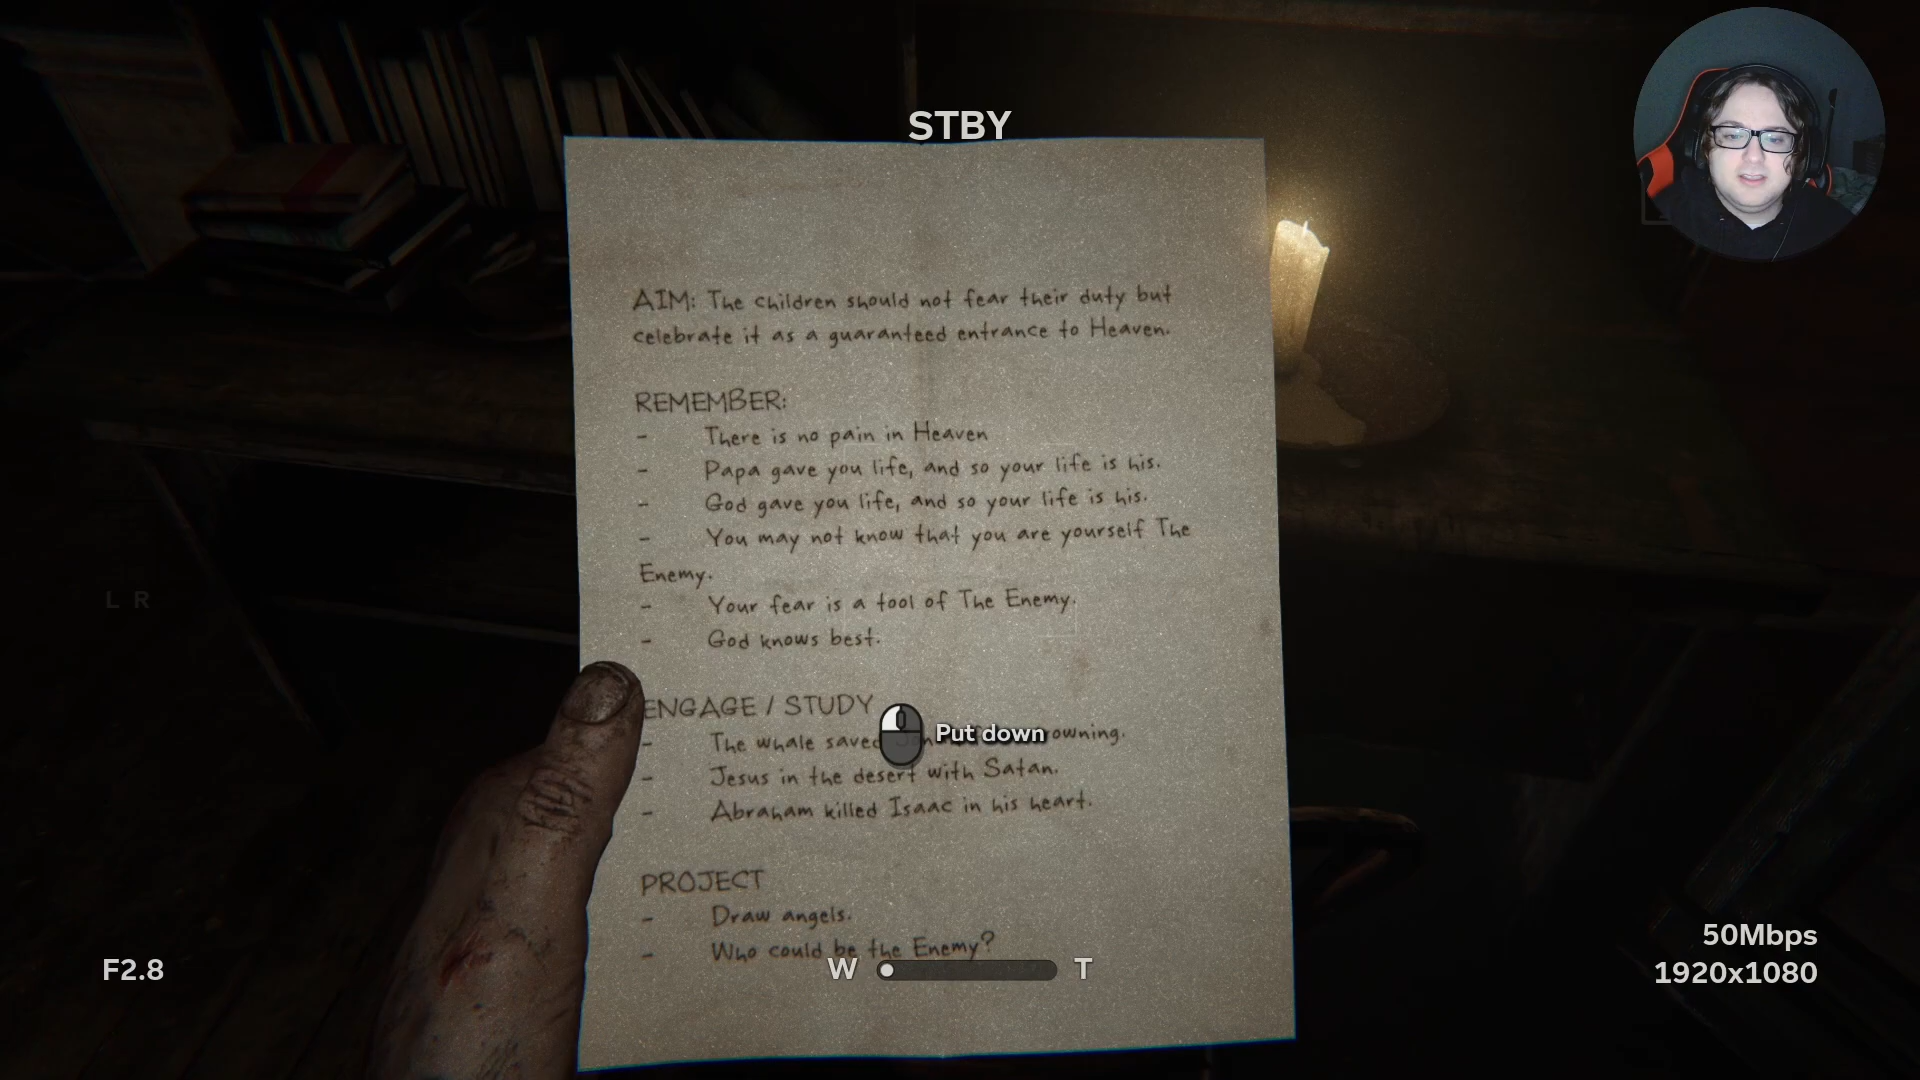 STBY
AIM: The children should not fear their duty but
celebrate it as a guaranteed entrance to Heaven.
REMEMBER:
- There is no pain in Heaven
- Papa gave you life, and so your life is his.
- God gave you life, and so your life is his.
- You may not know that you are yourself The
Enemy.
- Your fear is a tool of The Enemy.
- God knows best.
ENGAGE / STUDY
- The whale saved
Put down
- Jesus in the desert with Satan.
- Abraham killed Isaac in his heart.
PROJECT
- Draw angels.
- Who could be the Enemy?
L R
F2.8
W T
50Mbps
1920x1080